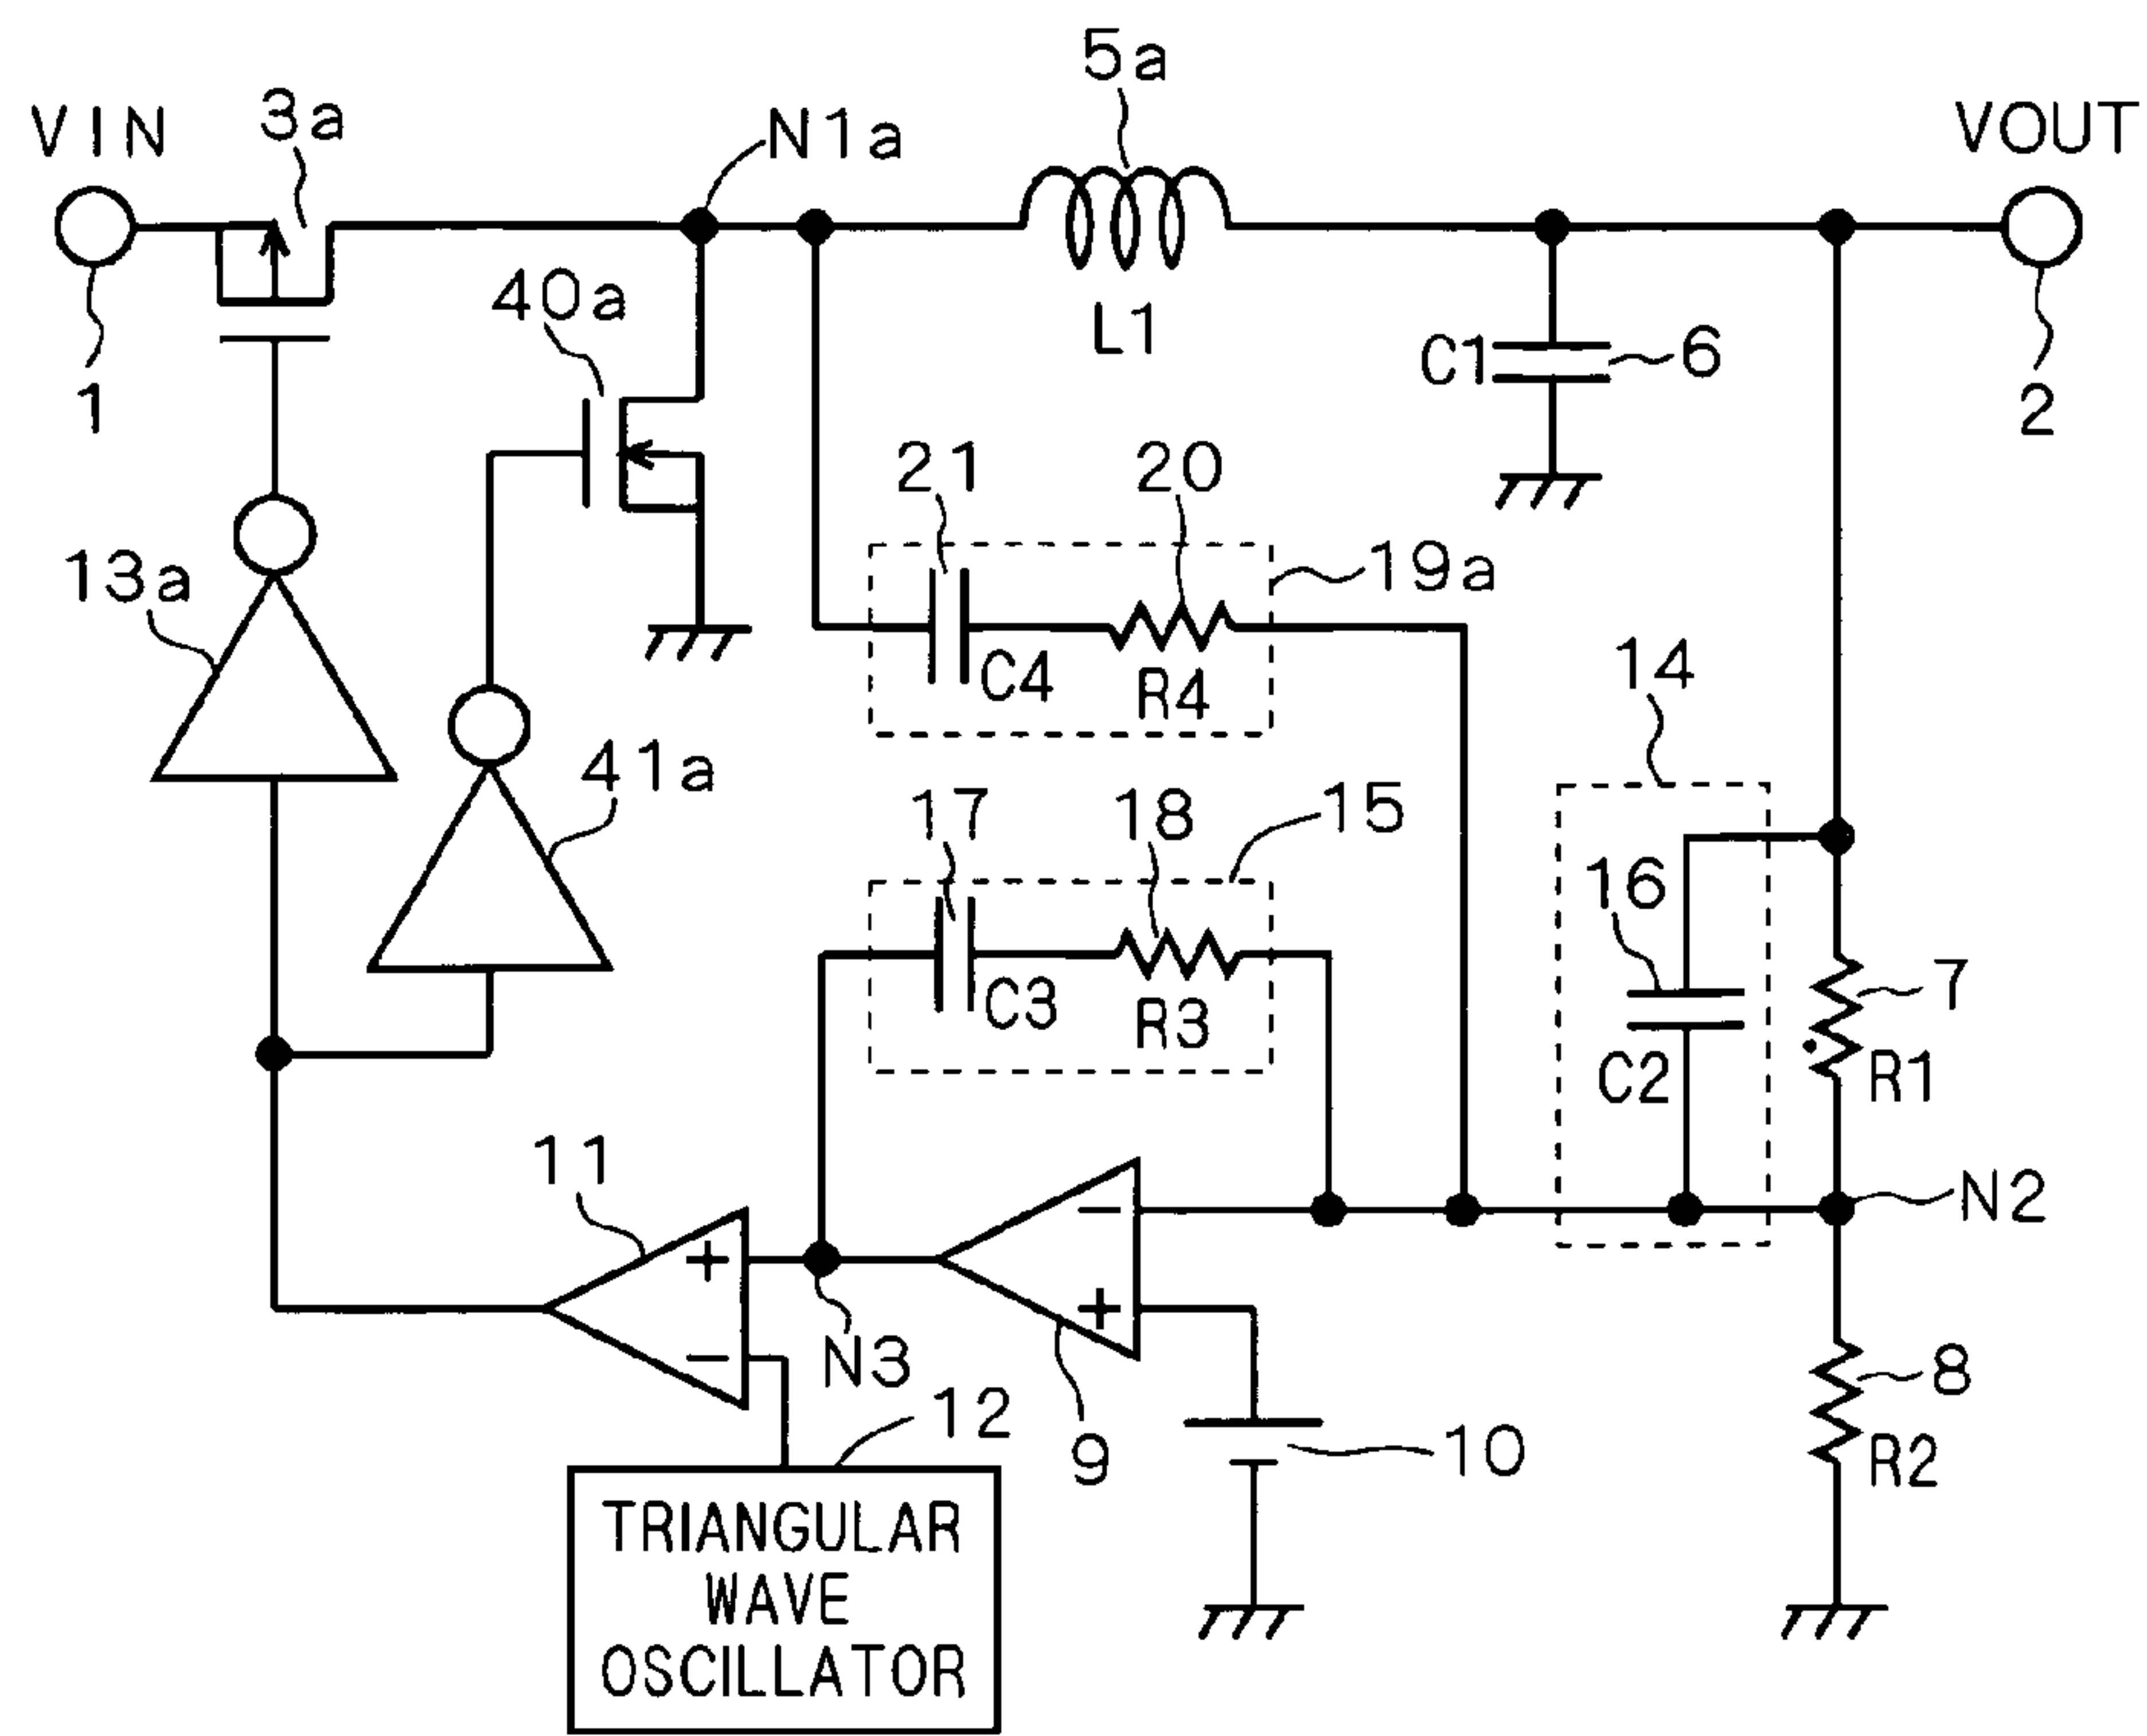 5a
VIN
3a
N1a
VOUT
40a
L1
C1
6
1
2
21
20
19a
13a
C4
R4
14
41a
17
18
15
16
7
C3
R3
C2
R1
11
N2
+
−
−
+
N3
12
9
10
8
R2
TRIANGULAR
WAVE
OSCILLATOR